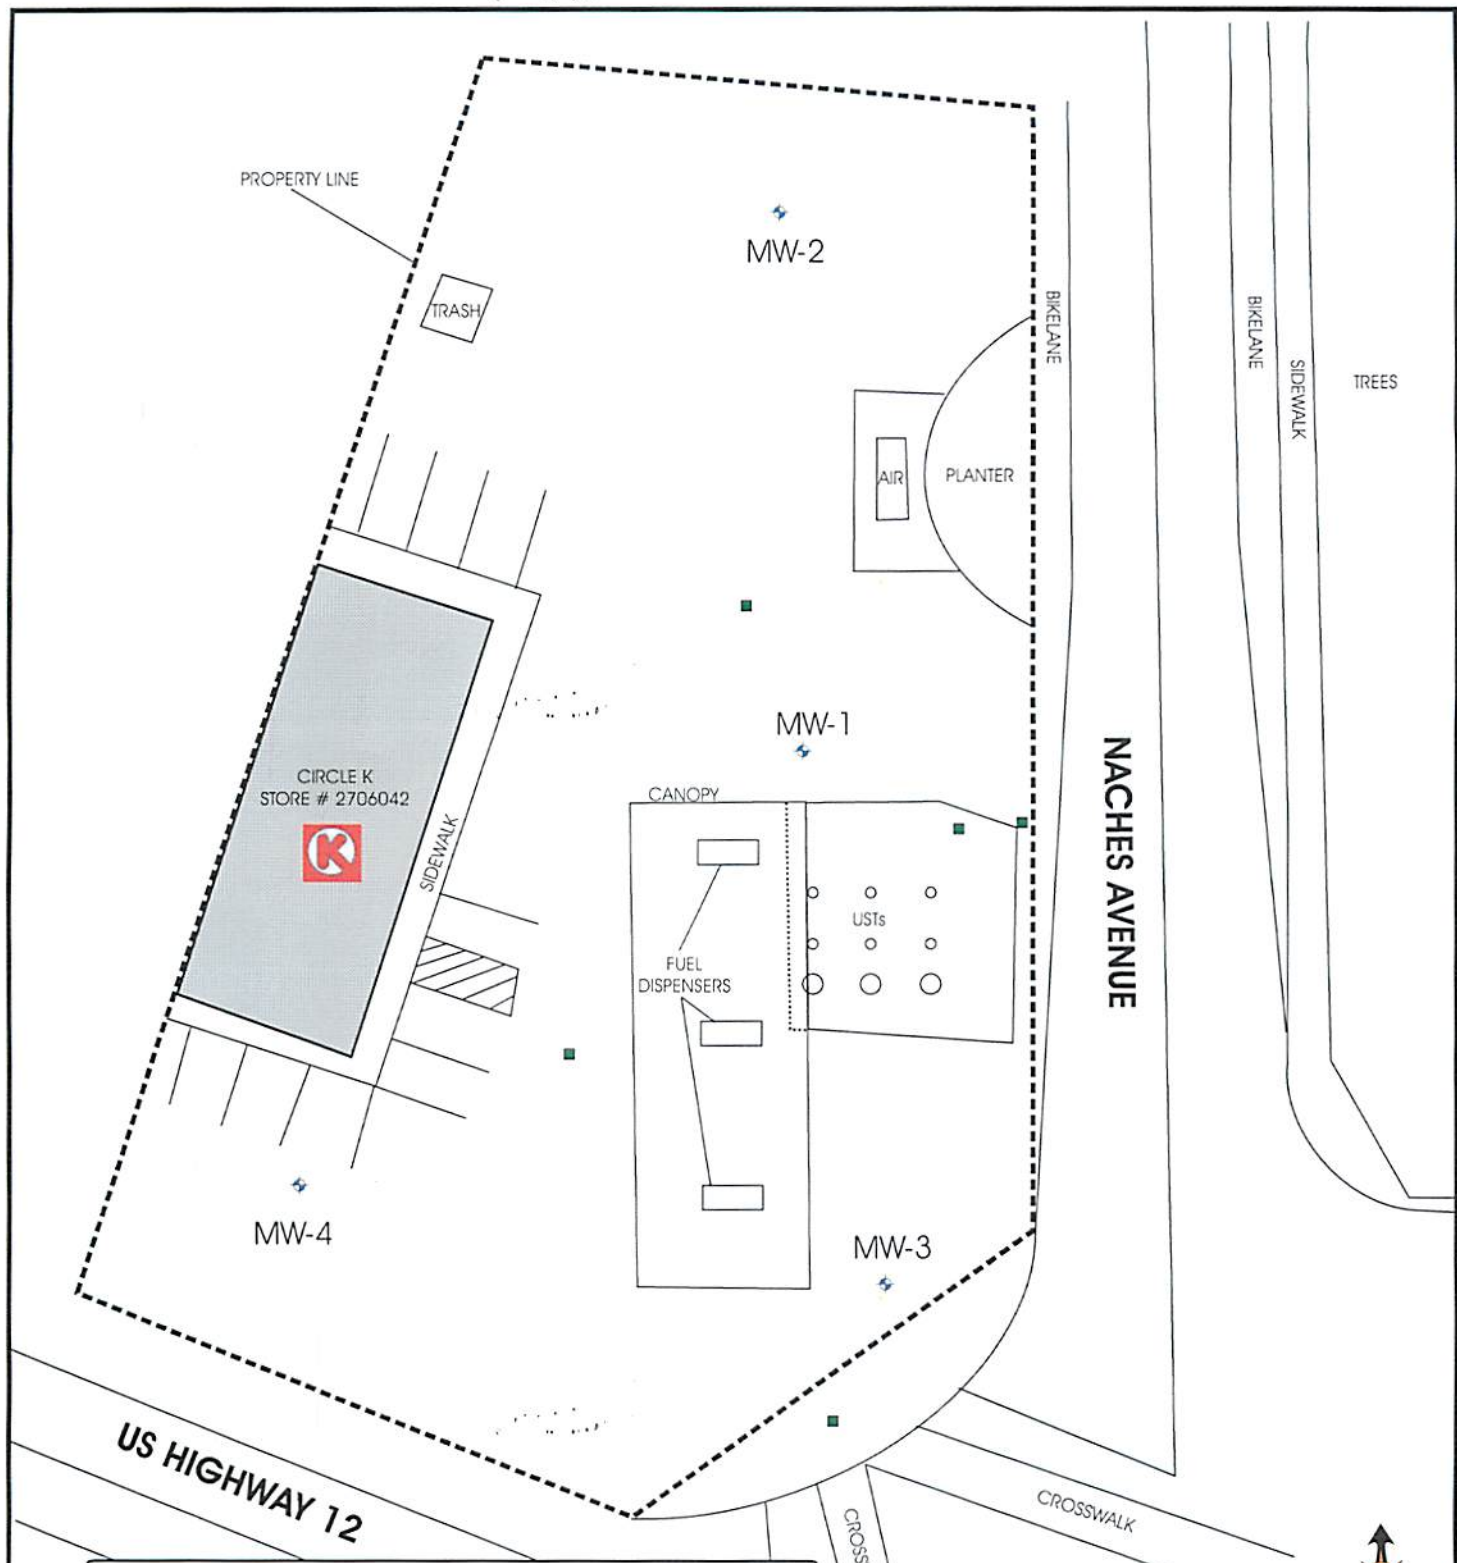 PROPERTY LINE
MW-2
TRASH
BIKELANE
BIKELANE
SIDEWALK
TREES
AIR
PLANTER
MW-1
CIRCLE K
STORE # 2706042
K
SIDEWALK
CANOPY
USTs
FUEL
DISPENSERS
NACHES AVENUE
MW-4
MW-3
US HIGHWAY 12
CROSSWALK
CROSS